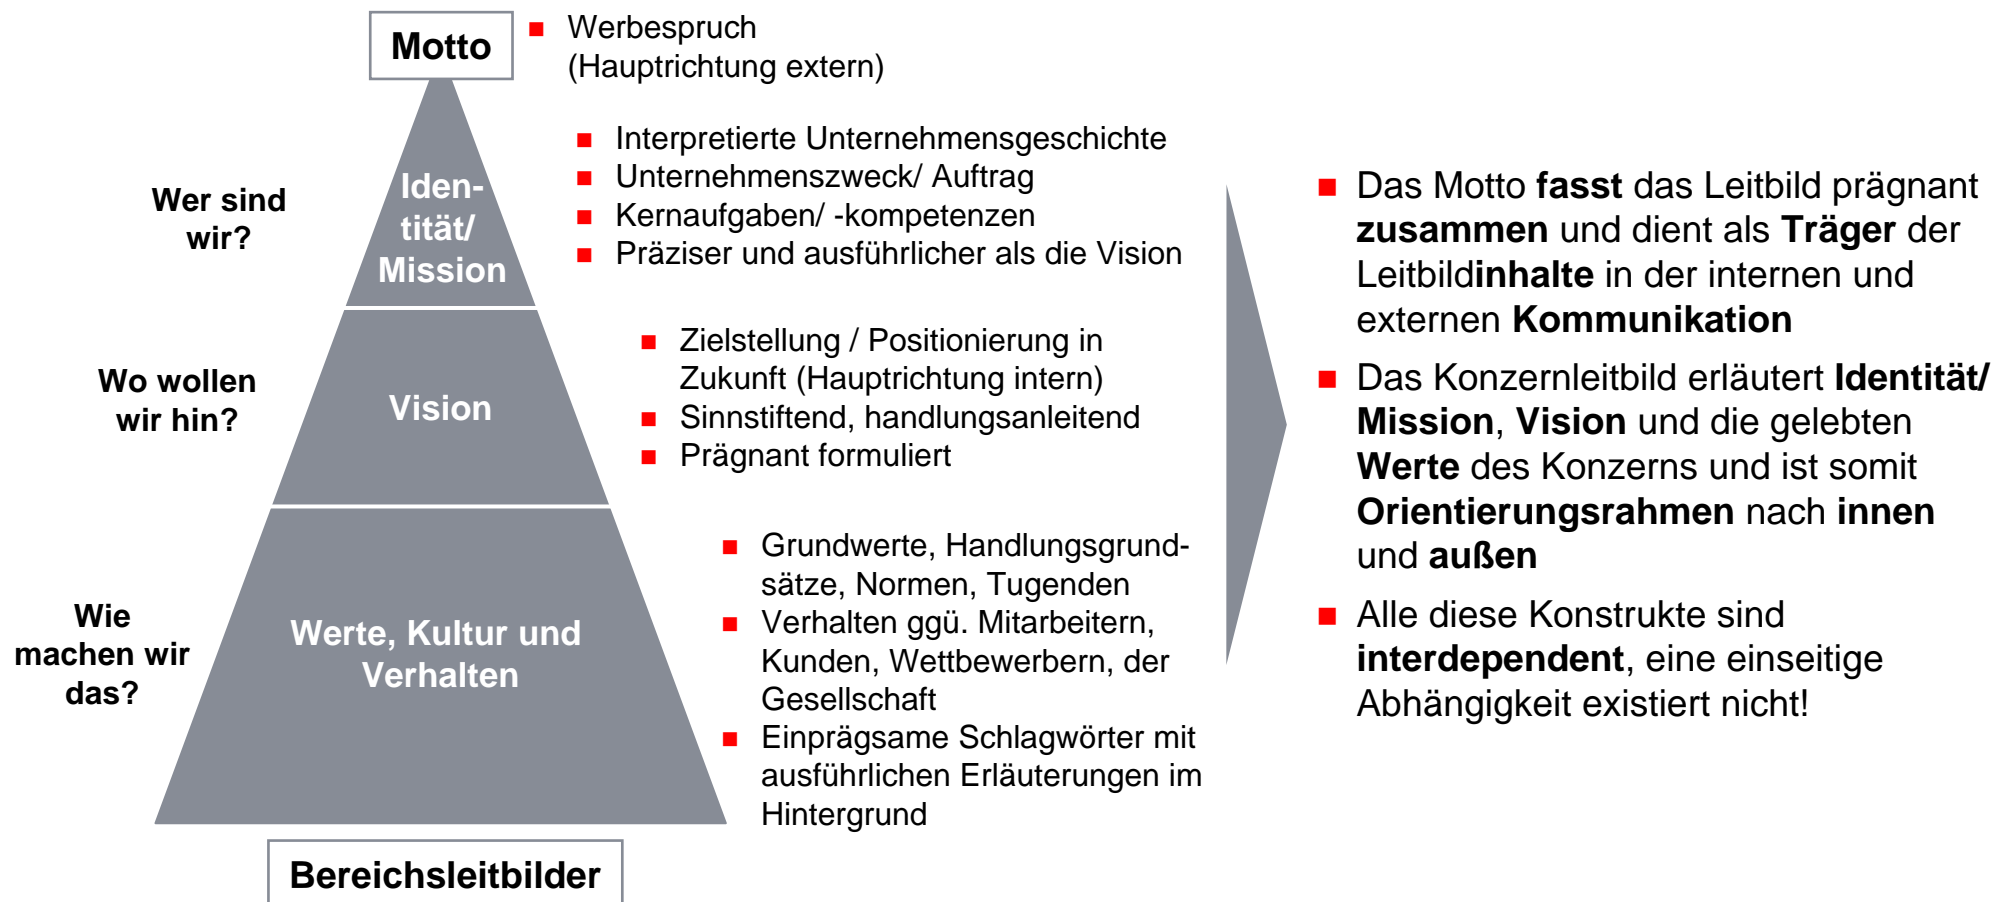 Motto
Werbespruch
(Hauptrichtung extern)
Wer sind
wir?
Iden-
tität/
Mission
Interpretierte Unternehmensgeschichte
Unternehmenszweck/ Auftrag
Kernaufgaben/ -kompetenzen
Präziser und ausführlicher als die Vision
Wo wollen
wir hin?
Vision
Zielstellung / Positionierung in
Zukunft (Hauptrichtung intern)
Sinnstiftend, handlungsanleitend
Prägnant formuliert
Wie
machen wir
das?
Werte, Kultur und
Verhalten
Grundwerte, Handlungsgrund-
sätze, Normen, Tugenden
Verhalten ggü. Mitarbeitern,
Kunden, Wettbewerbern, der
Gesellschaft
Einprägsame Schlagwörter mit
ausführlichen Erläuterungen im
Hintergrund
Bereichsleitbilder
Das Motto fasst das Leitbild prägnant
zusammen und dient als Träger der
Leitbildinhalte in der internen und
externen Kommunikation
Das Konzernleitbild erläutert Identität/
Mission, Vision und die gelebten
Werte des Konzerns und ist somit
Orientierungsrahmen nach innen
und außen
Alle diese Konstrukte sind
interdependent, eine einseitige
Abhängigkeit existiert nicht!